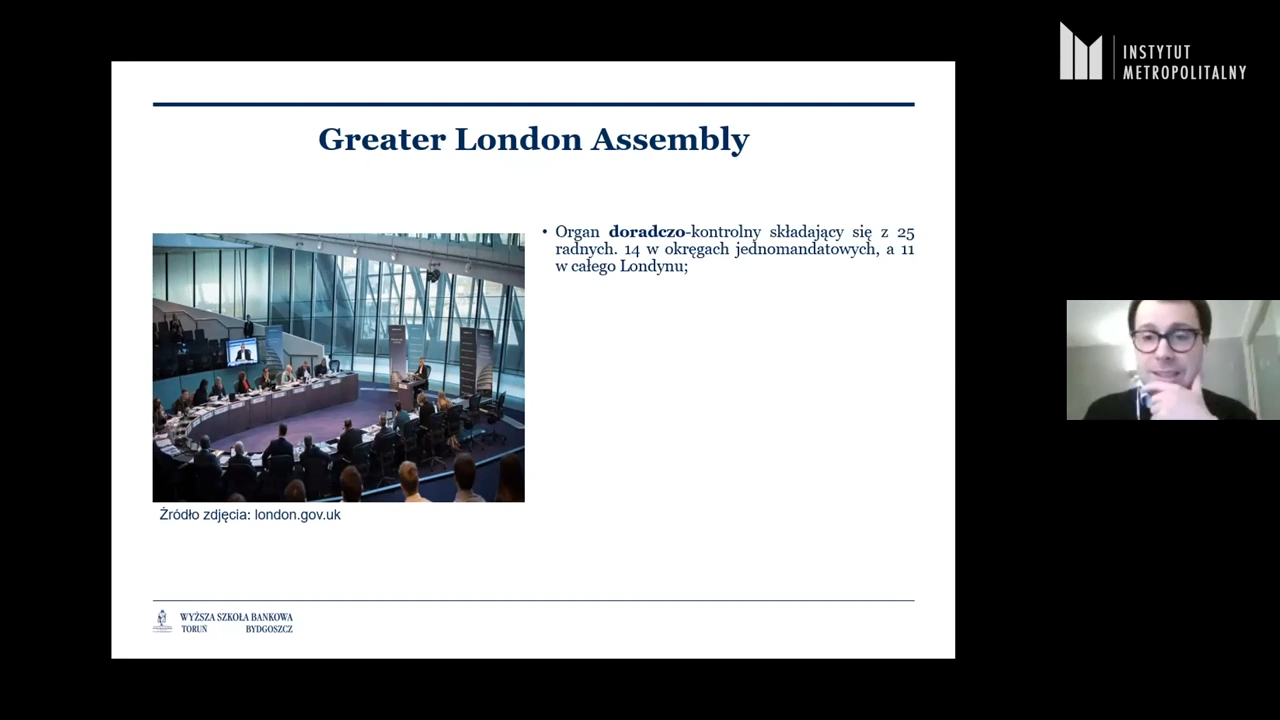 INSTYTUT
METROPOLITALNY
Greater London Assembly
• Organ doradczo-kontrolny składający się z 25
radnych. 14 w okręgach jednomandatowych, a 11
w całego Londynu;
Źródło zdjęcia: london.gov.uk
WYŻSZA SZKOŁA BANKOWA
TORUŃ BYDGOSZCZ